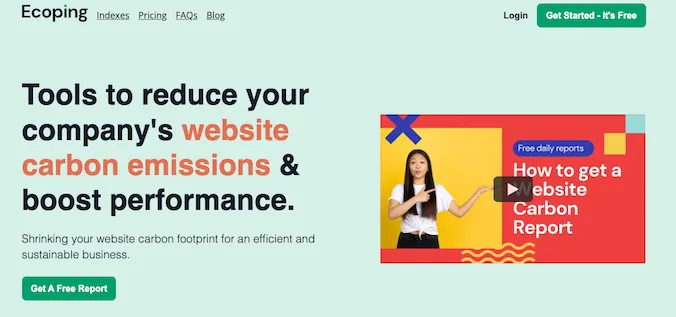 Ecoping Indexes Pricing FAQs Blog Login Get Started - It's Free
Tools to reduce your
company's website
carbon emissions &
boost performance.
Shrinking your website carbon footprint for an efficient and
sustainable business.
Get A Free Report
Free daily reports
How to get a
Website
Carbon
Report